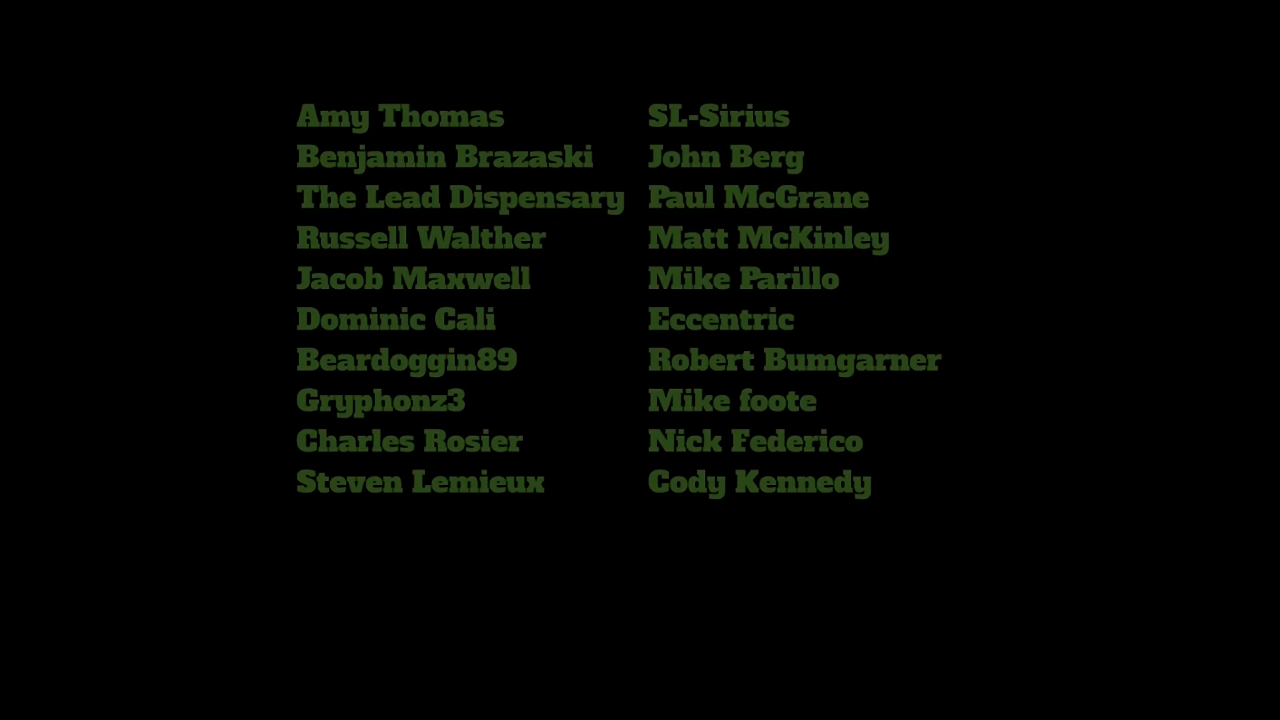 Amy Thomas
Benjamin Brazaski
The Lead Dispensary
Russell Walther
Jacob Maxwell
Dominic Cali
Beardoggin89
Gryphonz3
Charles Rosier
Steven Lemieux
SL-Sirius
John Berg
Paul McGrane
Matt McKinley
Mike Parillo
Eccentric
Robert Bumgarner
Mike foote
Nick Federico
Cody Kennedy